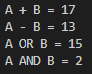 A + B = 17
A - B = 13
A OR B = 15
A AND B = 2